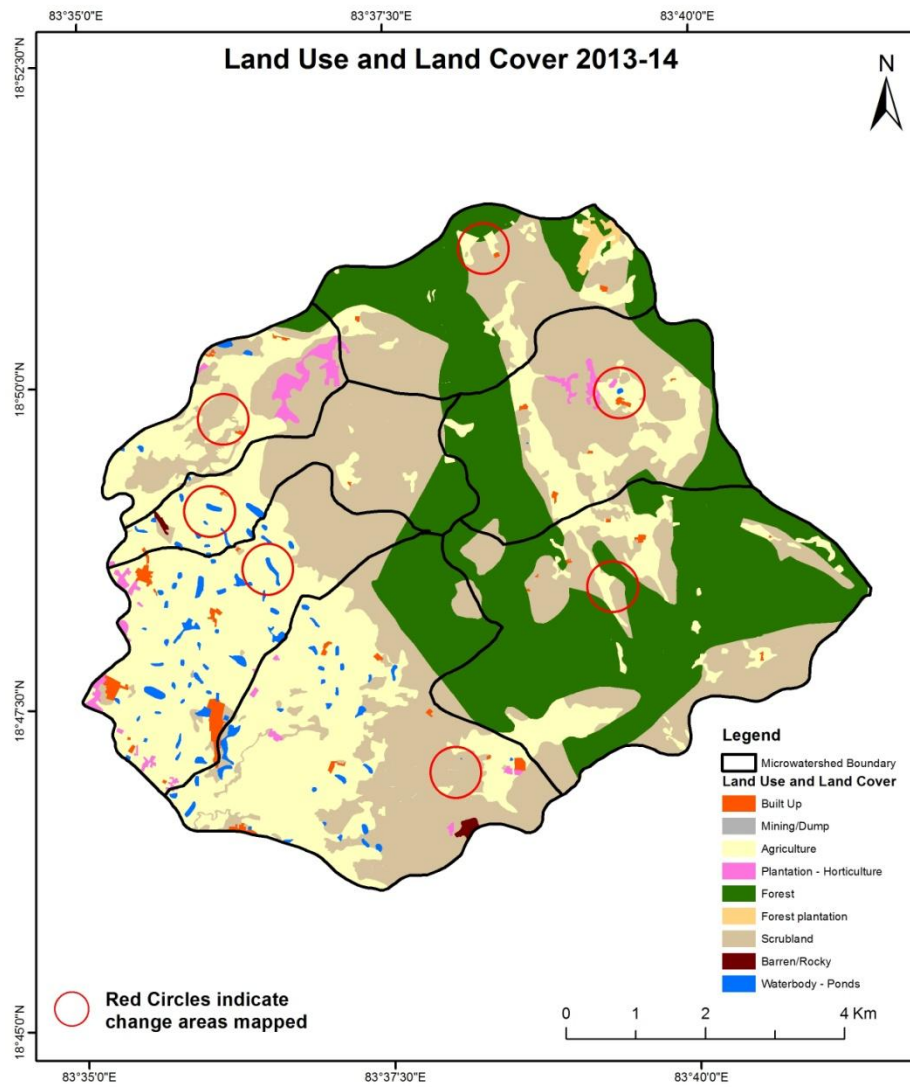 83°35'0"E
83°37'30"E
83°40'0"E
Land Use and Land Cover 2013-14
18°52'30"N
N
18°50'0"N
18°47'30"N
Legend
Microwatershed Boundary
Land Use and Land Cover
Built Up
Mining/Dump
Agriculture
Plantation - Horticulture
Forest
Forest plantation
Scrubland
Barren/Rocky
Waterbody - Ponds
Red Circles indicate
change areas mapped
0 1 2 4 Km
18°45'0"N
83°35'0"E
83°37'30"E
83°40'0"E